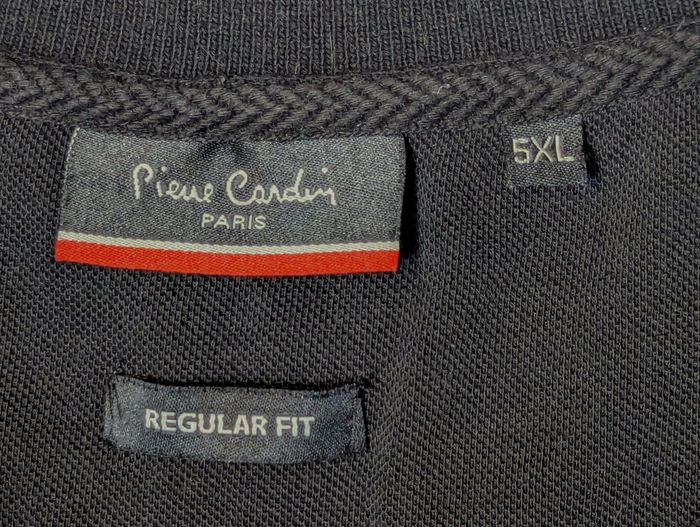 Pierre Cardin
PARIS
5XL
REGULAR FIT